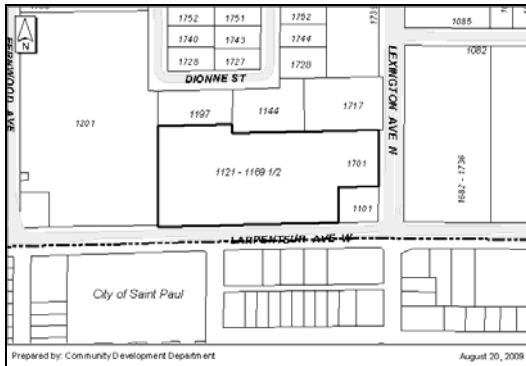 N
FERNWOOD AVE
1752
1751
1752
1740
1743
1744
1728
1727
1728
DIONNE ST
LEXINGTON AVE N
1085
1082
1201
1197
1144
1717
1121 - 1169 1/2
1701
1101
1682 - 1736
LARPENTEUR AVE W
City of Saint Paul
Prepared by: Community Development Department
August 20, 2009